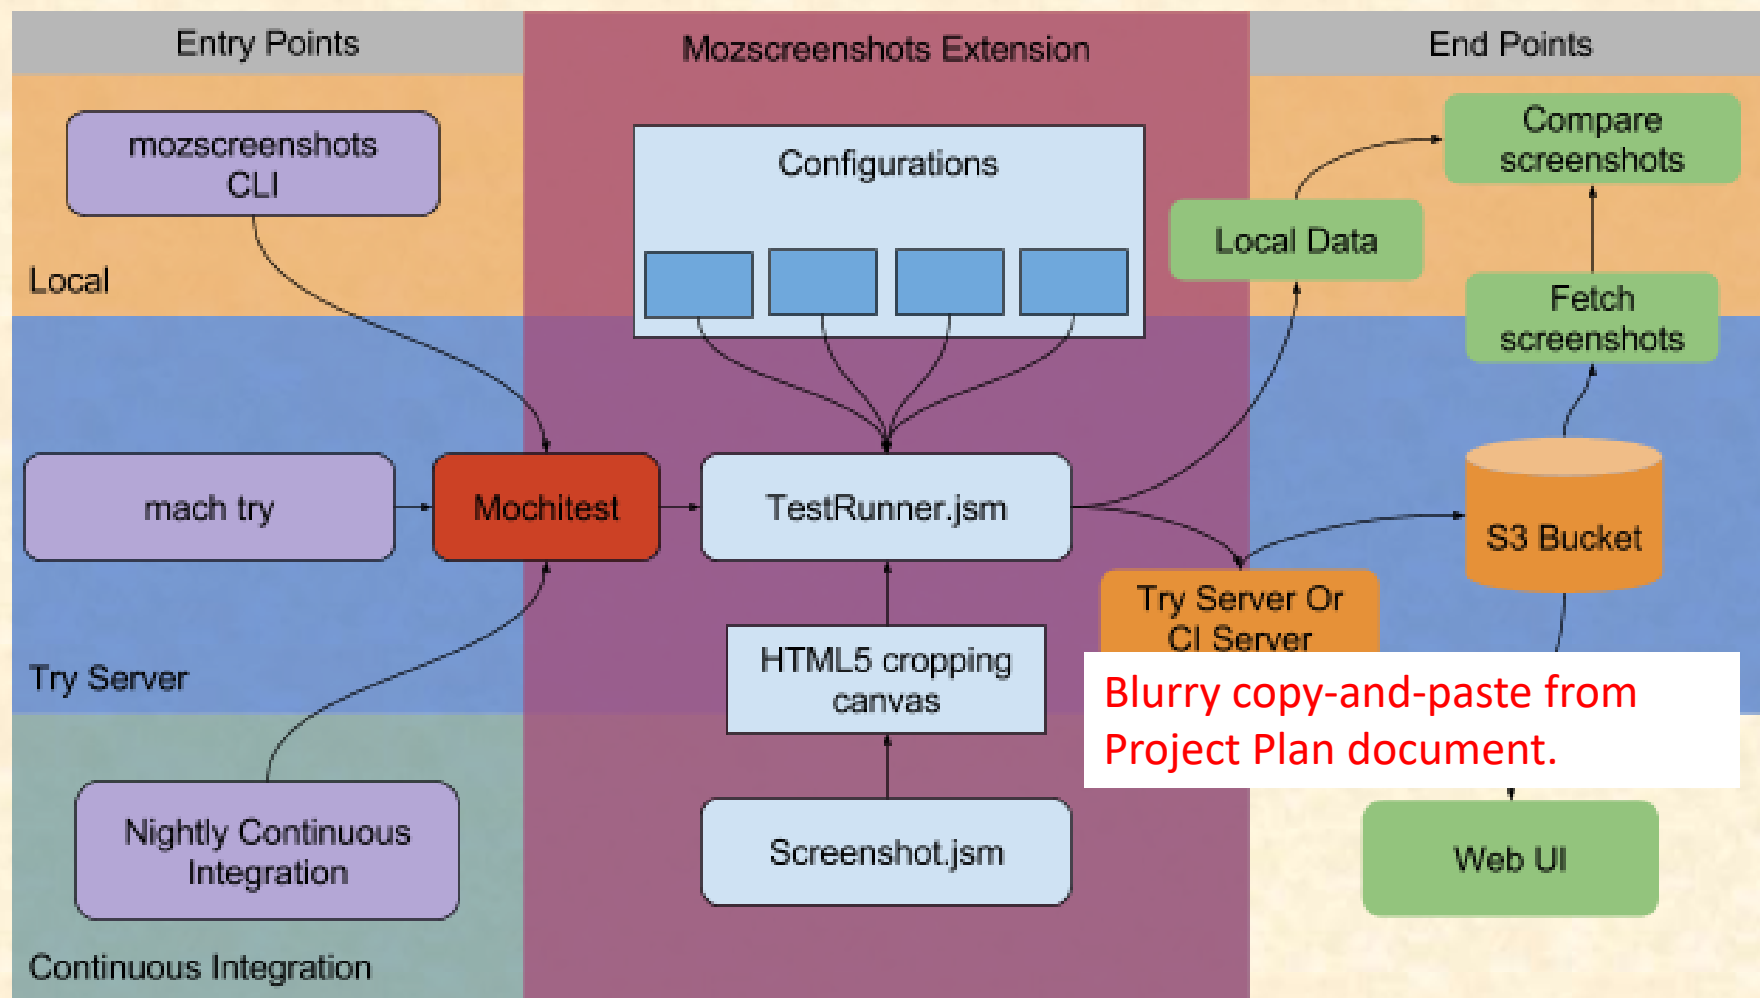 Entry Points
Mozscreenshots Extension
End Points
mozscreenshots
CLI
Configurations
Compare
screenshots
Local Data
Local
Fetch
screenshots
mach try
Mochitest
TestRunner.jsm
S3 Bucket
Try Server Or
CI Server
HTML5 cropping
canvas
Try Server
Blurry copy-and-paste from
Project Plan document.
Nightly Continuous
Integration
Screenshot.jsm
Web UI
Continuous Integration